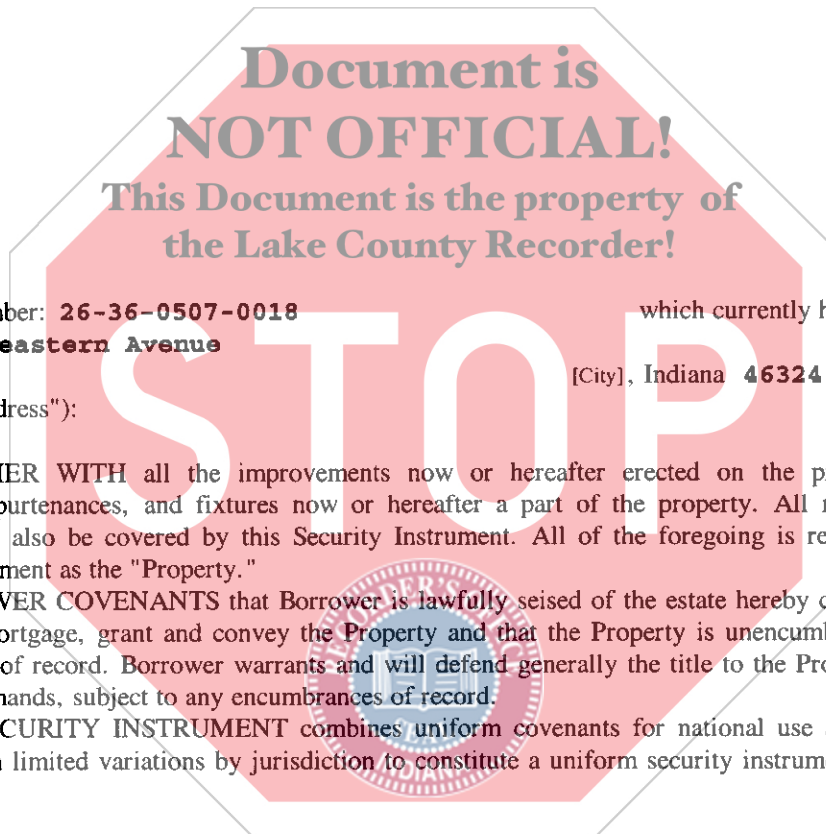 Document is
NOT OFFICIAL!
This Document is the property of
the Lake County Recorder!
ber: 26-36-0507-0018 which currently h
eastern Avenue
[City], Indiana 46324
dress"):
STOP
ER WITH all the improvements now or hereafter erected on the p
purtenances, and fixtures now or hereafter a part of the property. All r
also be covered by this Security Instrument. All of the foregoing is re
ment as the "Property."
VER COVENANTS that Borrower is lawfully seised of the estate hereby c
ortgage, grant and convey the Property and that the Property is unencumb
of record. Borrower warrants and will defend generally the title to the Pro
nands, subject to any encumbrances of record.
CURITY INSTRUMENT combines uniform covenants for national use
limited variations by jurisdiction to constitute a uniform security instrume
RECORDER'S OFFICE
SEAL
INDIANA